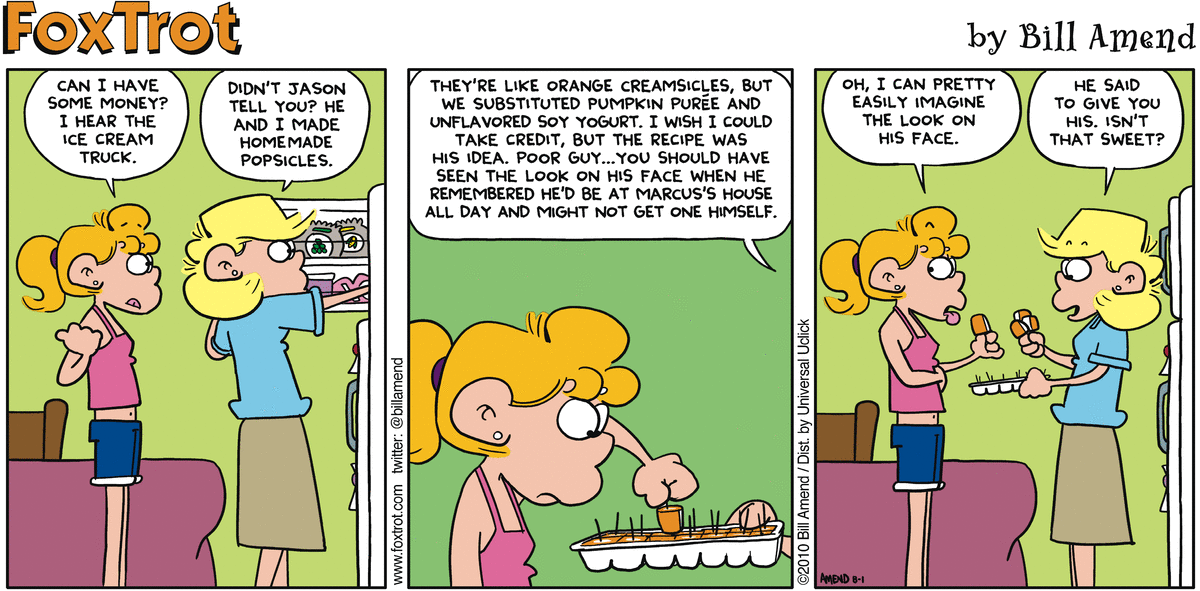 FOXTROT
by Bill Amend
CAN I HAVE
SOME MONEY?
I HEAR THE
ICE CREAM
TRUCK.
DIDN'T JASON
TELL YOU? HE
AND I MADE
HOMEMADE
POPSICLES.
THEY'RE LIKE ORANGE CREAMSICLES, BUT
WE SUBSTITUTED PUMPKIN PURÉE AND
UNFLAVORED SOY YOGURT. I WISH I COULD
TAKE CREDIT, BUT THE RECIPE WAS
HIS IDEA. POOR GUY...YOU SHOULD HAVE
SEEN THE LOOK ON HIS FACE WHEN HE
REMEMBERED HE'D BE AT MARCUS'S HOUSE
ALL DAY AND MIGHT NOT GET ONE HIMSELF.
OH, I CAN PRETTY
EASILY IMAGINE
THE LOOK ON
HIS FACE.
HE SAID
TO GIVE YOU
HIS. ISN'T
THAT SWEET?
www.foxtrot.com twitter: @billamend
©2010 Bill Amend / Dist. by Universal Uclick
AMEND 8-1